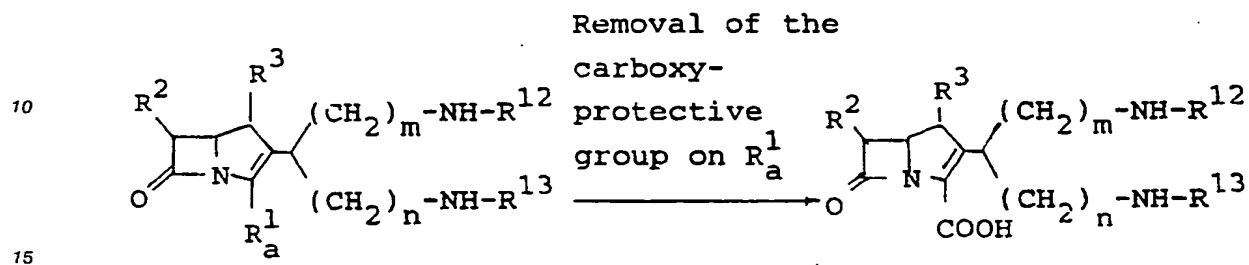 Removal of the
carboxy-
protective
group on R¹ₐ
10
R² R³ (CH₂)ₘ-NH-R¹² O N (CH₂)ₙ-NH-R¹³ R¹ₐ
R² R³ (CH₂)ₘ-NH-R¹² O N (CH₂)ₙ-NH-R¹³ COOH
15